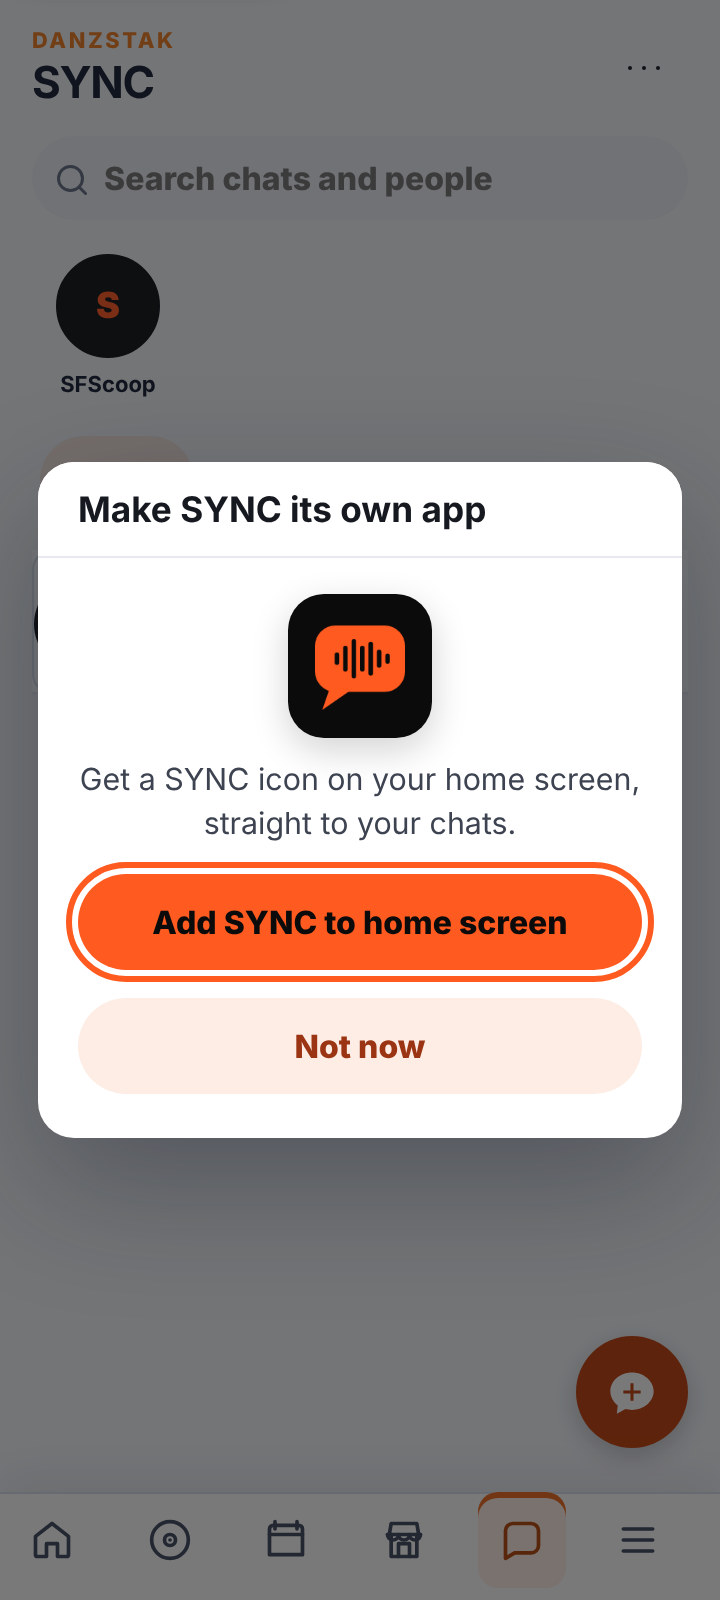 DANZSTAK
SYNC
Search chats and people
S
SFScoop
Make SYNC its own app
Get a SYNC icon on your home screen,
straight to your chats.
Add SYNC to home screen
Not now